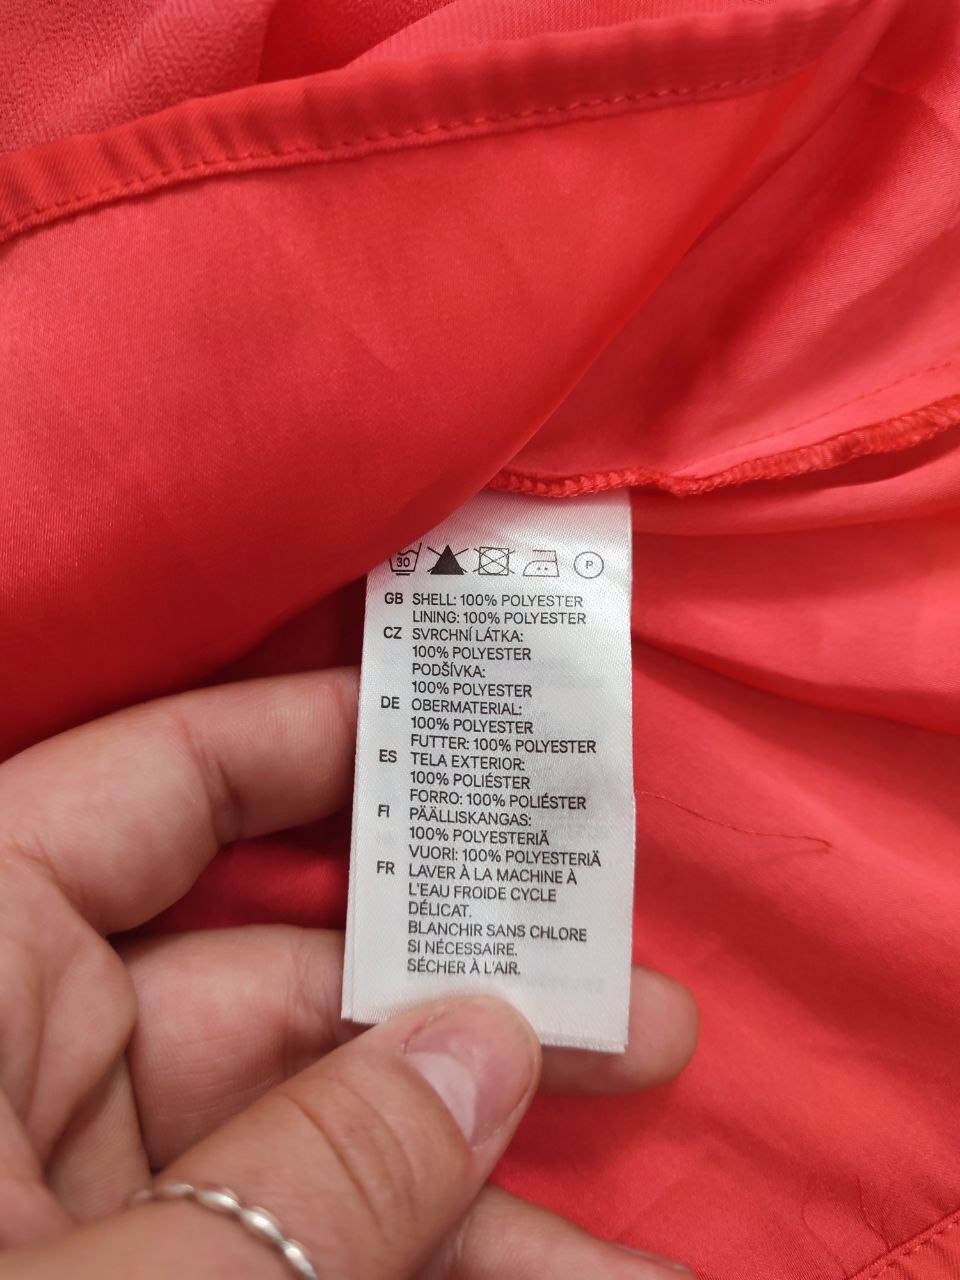 30 P
GB SHELL: 100% POLYESTER
LINING: 100% POLYESTER
CZ SVRCHNÍ LÁTKA:
100% POLYESTER
PODŠÍVKA:
100% POLYESTER
DE OBERMATERIAL:
100% POLYESTER
FUTTER: 100% POLYESTER
ES TELA EXTERIOR:
100% POLIÉSTER
FORRO: 100% POLIÉSTER
FI PÄÄLLISKANGAS:
100% POLYESTERIÄ
VUORI: 100% POLYESTERIÄ
FR LAVER À LA MACHINE À
L'EAU FROIDE CYCLE
DÉLICAT.
BLANCHIR SANS CHLORE
SI NÉCESSAIRE.
SÉCHER À L'AIR.